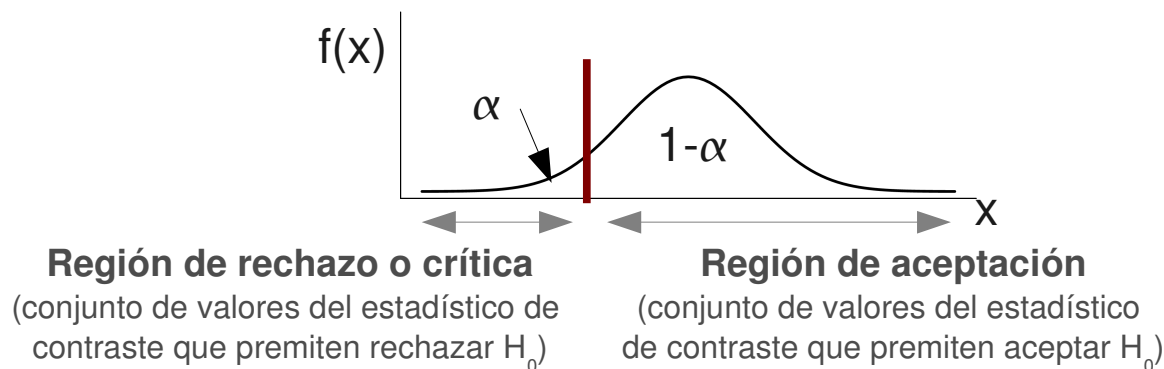 f(x)
α
1-α
x
Región de rechazo o crítica
(conjunto de valores del estadístico de
contraste que premiten rechazar H₀)
Región de aceptación
(conjunto de valores del estadístico
de contraste que premiten aceptar H₀)